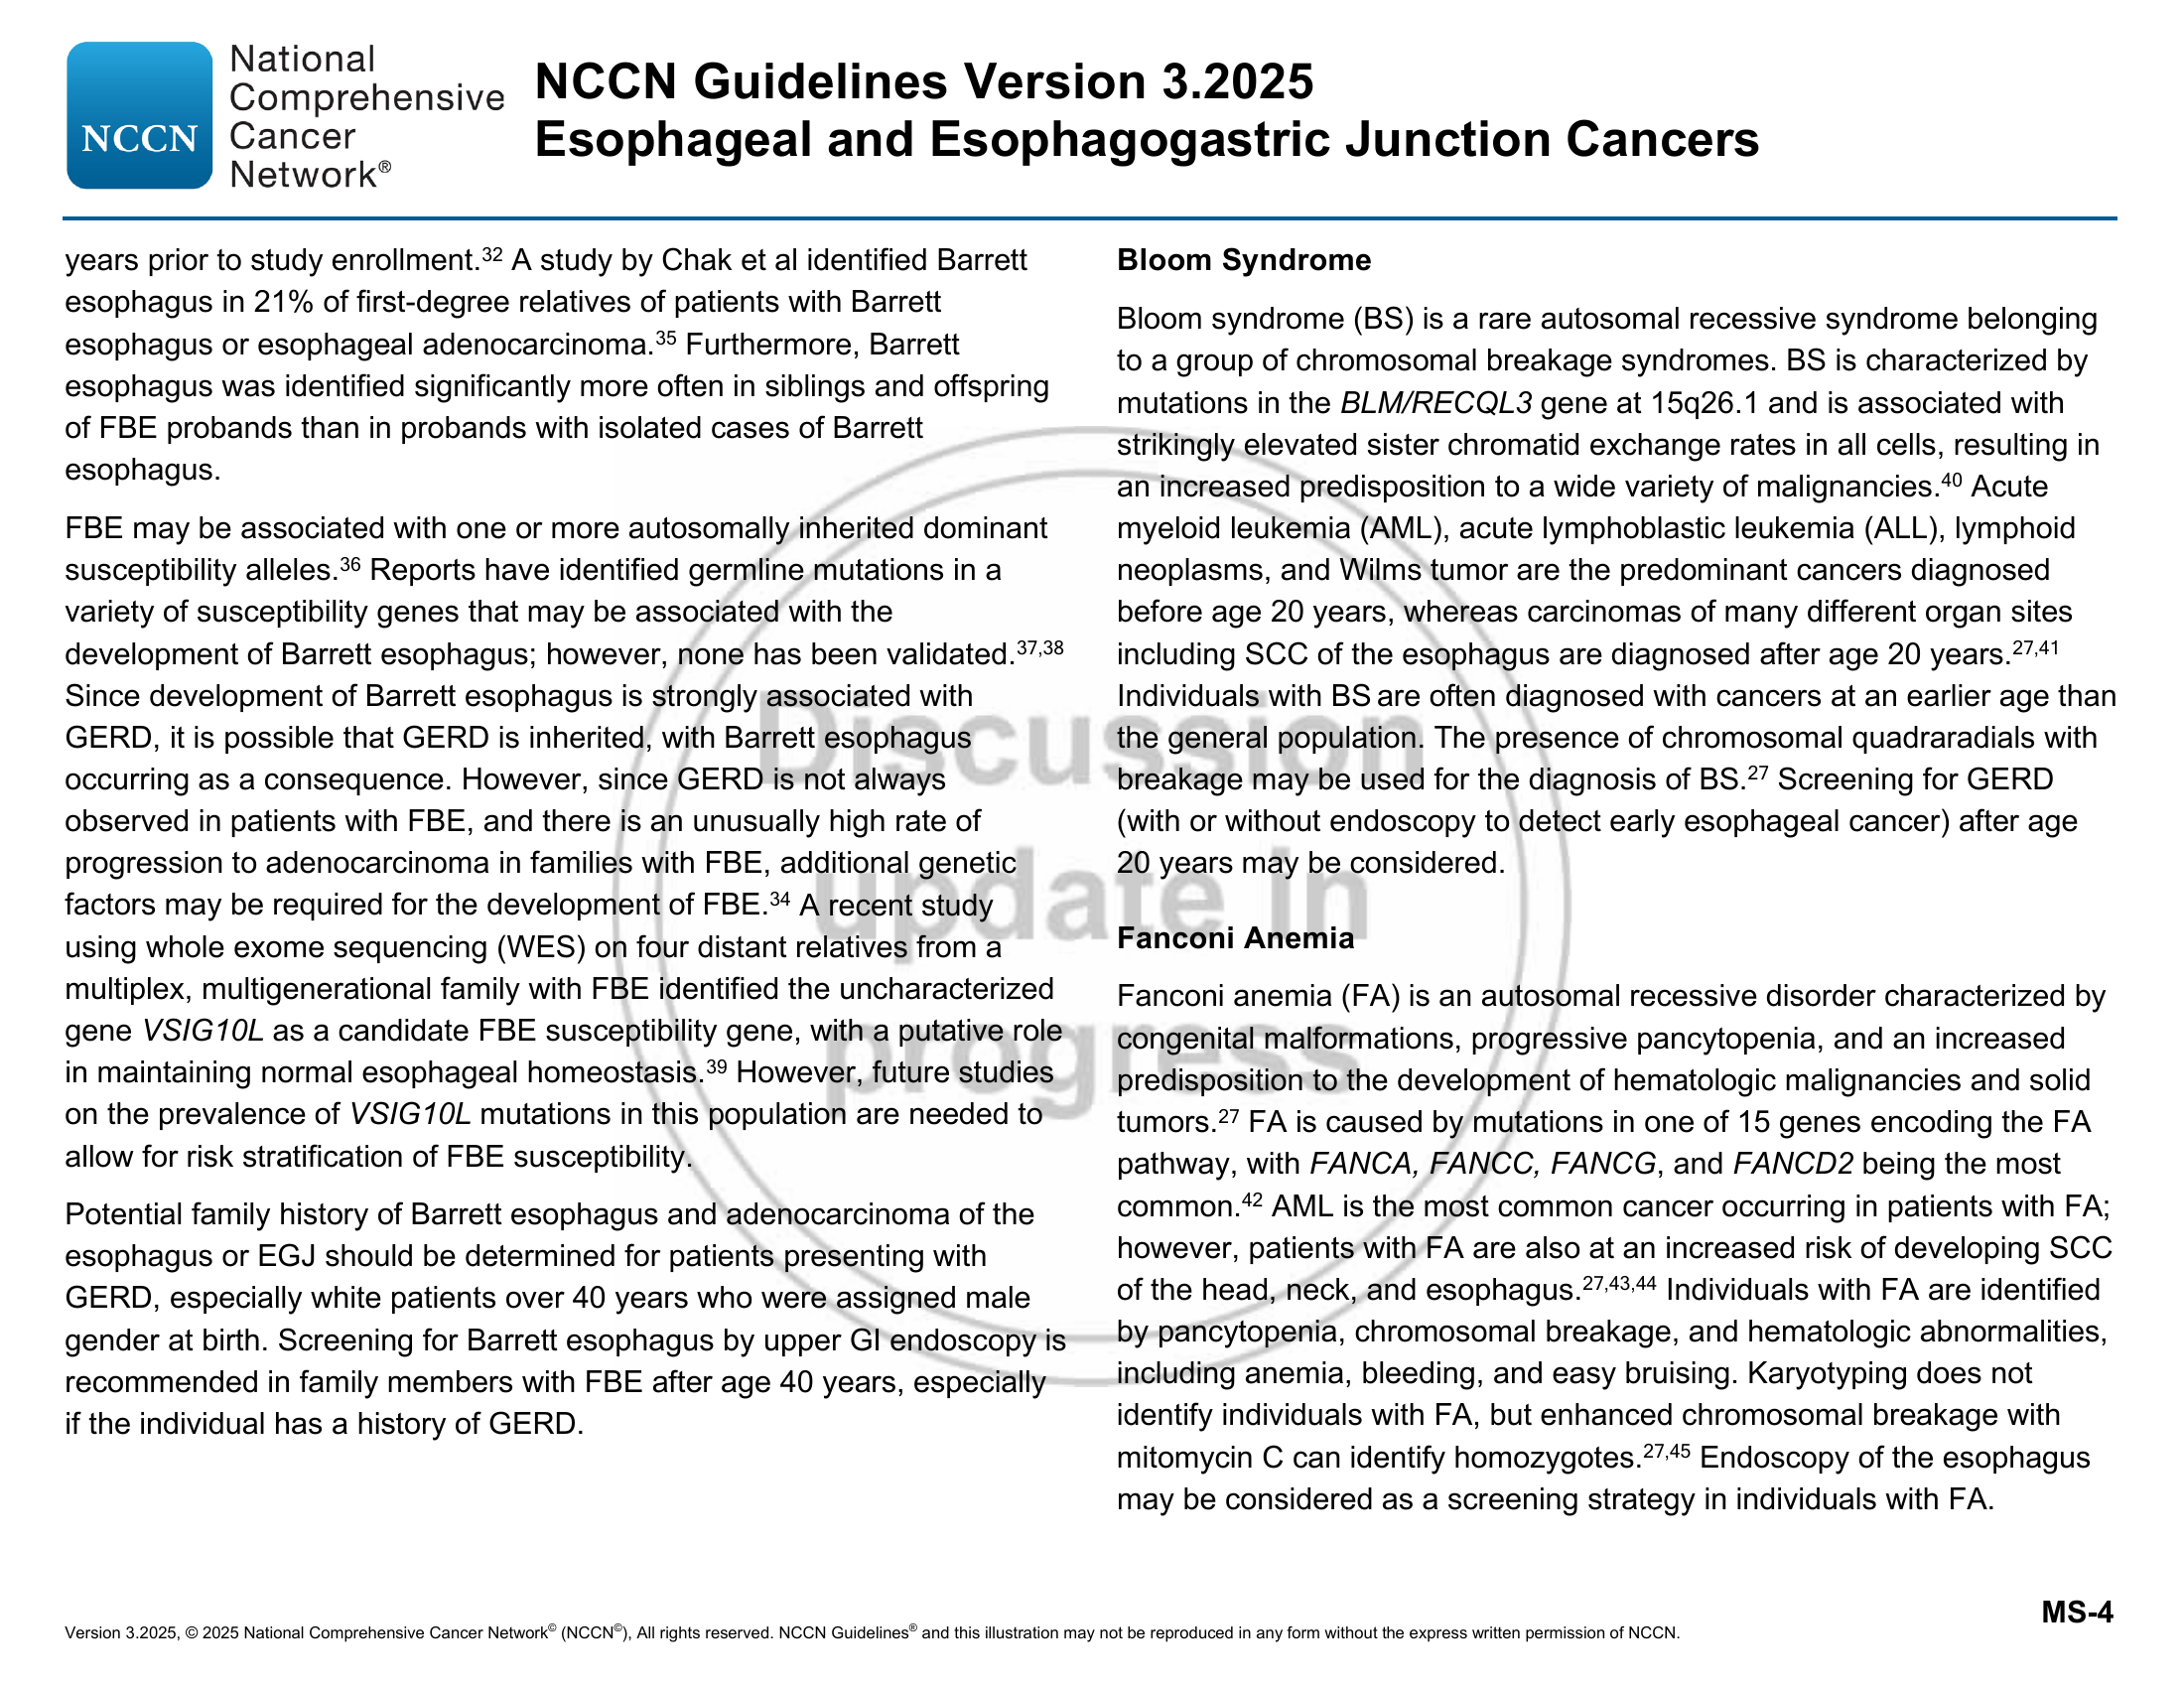 NCCN
National
Comprehensive
Cancer
Network®
NCCN Guidelines Version 3.2025
Esophageal and Esophagogastric Junction Cancers
years prior to study enrollment.32 A study by Chak et al identified Barrett
esophagus in 21% of first-degree relatives of patients with Barrett
esophagus or esophageal adenocarcinoma.35 Furthermore, Barrett
esophagus was identified significantly more often in siblings and offspring
of FBE probands than in probands with isolated cases of Barrett
esophagus.
FBE may be associated with one or more autosomally inherited dominant
susceptibility alleles.36 Reports have identified germline mutations in a
variety of susceptibility genes that may be associated with the
development of Barrett esophagus; however, none has been validated.37,38
Since development of Barrett esophagus is strongly associated with
GERD, it is possible that GERD is inherited, with Barrett esophagus
occurring as a consequence. However, since GERD is not always
observed in patients with FBE, and there is an unusually high rate of
progression to adenocarcinoma in families with FBE, additional genetic
factors may be required for the development of FBE.34 A recent study
using whole exome sequencing (WES) on four distant relatives from a
multiplex, multigenerational family with FBE identified the uncharacterized
gene VSIG10L as a candidate FBE susceptibility gene, with a putative role
in maintaining normal esophageal homeostasis.39 However, future studies
on the prevalence of VSIG10L mutations in this population are needed to
allow for risk stratification of FBE susceptibility.
Potential family history of Barrett esophagus and adenocarcinoma of the
esophagus or EGJ should be determined for patients presenting with
GERD, especially white patients over 40 years who were assigned male
gender at birth. Screening for Barrett esophagus by upper GI endoscopy is
recommended in family members with FBE after age 40 years, especially
if the individual has a history of GERD.
Bloom Syndrome
Bloom syndrome (BS) is a rare autosomal recessive syndrome belonging
to a group of chromosomal breakage syndromes. BS is characterized by
mutations in the BLM/RECQL3 gene at 15q26.1 and is associated with
strikingly elevated sister chromatid exchange rates in all cells, resulting in
an increased predisposition to a wide variety of malignancies.40 Acute
myeloid leukemia (AML), acute lymphoblastic leukemia (ALL), lymphoid
neoplasms, and Wilms tumor are the predominant cancers diagnosed
before age 20 years, whereas carcinomas of many different organ sites
including SCC of the esophagus are diagnosed after age 20 years.27,41
Individuals with BS are often diagnosed with cancers at an earlier age than
the general population. The presence of chromosomal quadraradials with
breakage may be used for the diagnosis of BS.27 Screening for GERD
(with or without endoscopy to detect early esophageal cancer) after age
20 years may be considered.
Fanconi Anemia
Fanconi anemia (FA) is an autosomal recessive disorder characterized by
congenital malformations, progressive pancytopenia, and an increased
predisposition to the development of hematologic malignancies and solid
tumors.27 FA is caused by mutations in one of 15 genes encoding the FA
pathway, with FANCA, FANCC, FANCG, and FANCD2 being the most
common.42 AML is the most common cancer occurring in patients with FA;
however, patients with FA are also at an increased risk of developing SCC
of the head, neck, and esophagus.27,43,44 Individuals with FA are identified
by pancytopenia, chromosomal breakage, and hematologic abnormalities,
including anemia, bleeding, and easy bruising. Karyotyping does not
identify individuals with FA, but enhanced chromosomal breakage with
mitomycin C can identify homozygotes.27,45 Endoscopy of the esophagus
may be considered as a screening strategy in individuals with FA.
Discussion
update in
progress
MS-4
Version 3.2025, © 2025 National Comprehensive Cancer Network© (NCCN©), All rights reserved. NCCN Guidelines® and this illustration may not be reproduced in any form without the express written permission of NCCN.